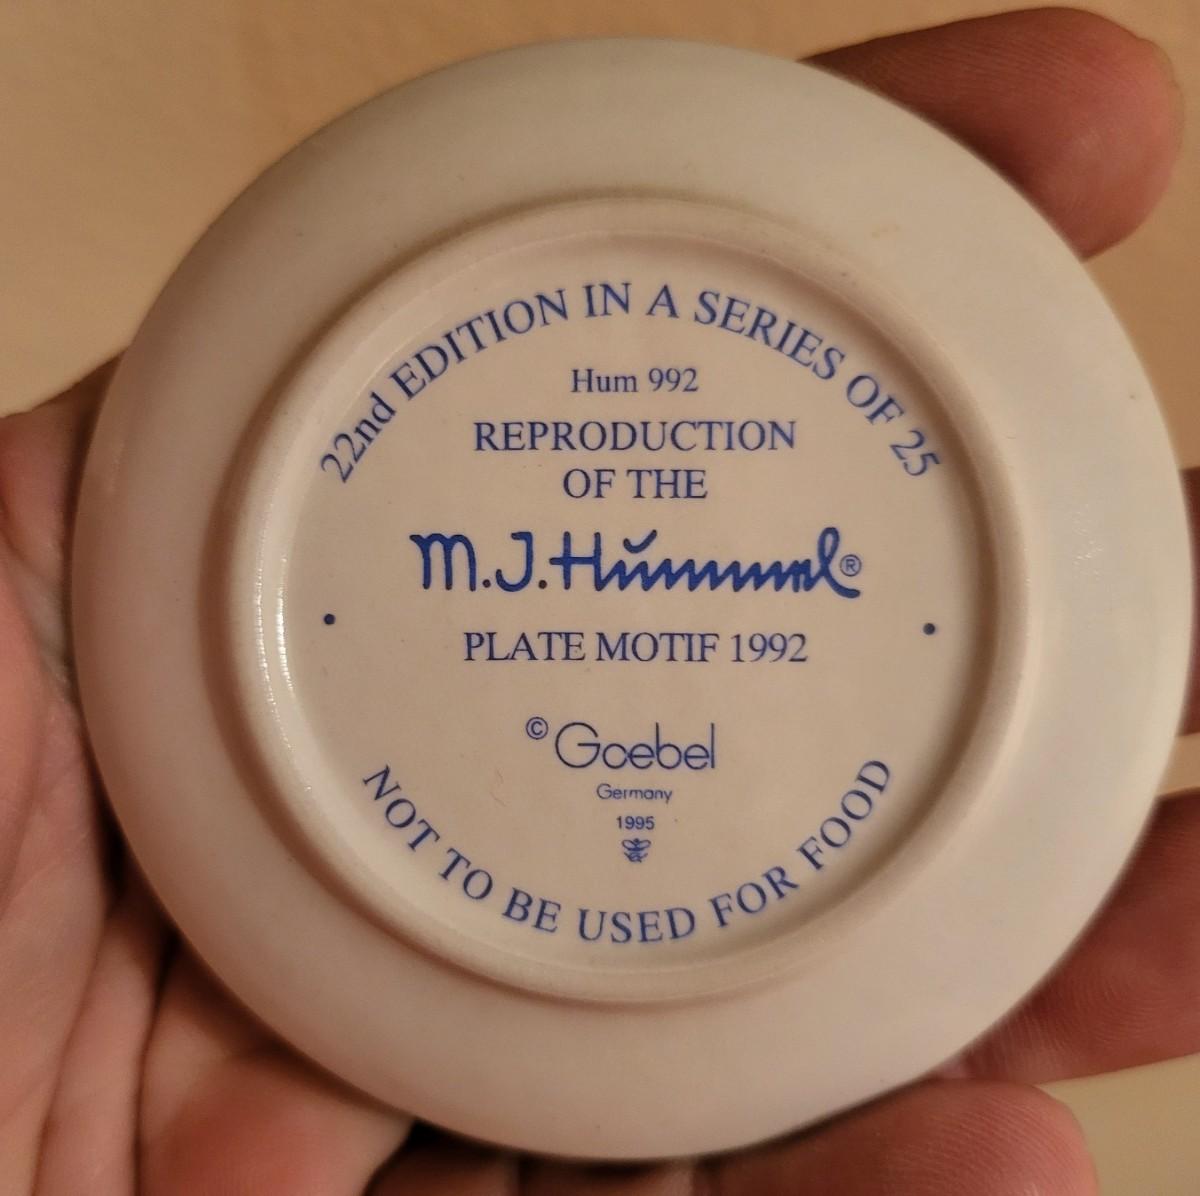 22nd EDITION IN A SERIES OF 25
Hum 992
REPRODUCTION
OF THE
M.J.Hummel®
PLATE MOTIF 1992
© Goebel
Germany
1995
NOT TO BE USED FOR FOOD